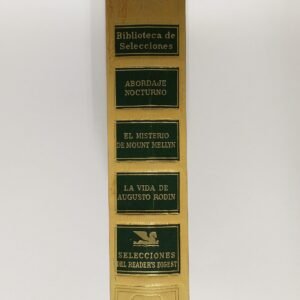 Biblioteca de
Selecciones
ABORDAJE
NOCTURNO
EL MISTERIO
DE MOUNT MELLYN
LA VIDA DE
AUGUSTO RODIN
SELECCIONES
DEL READER'S DIGEST